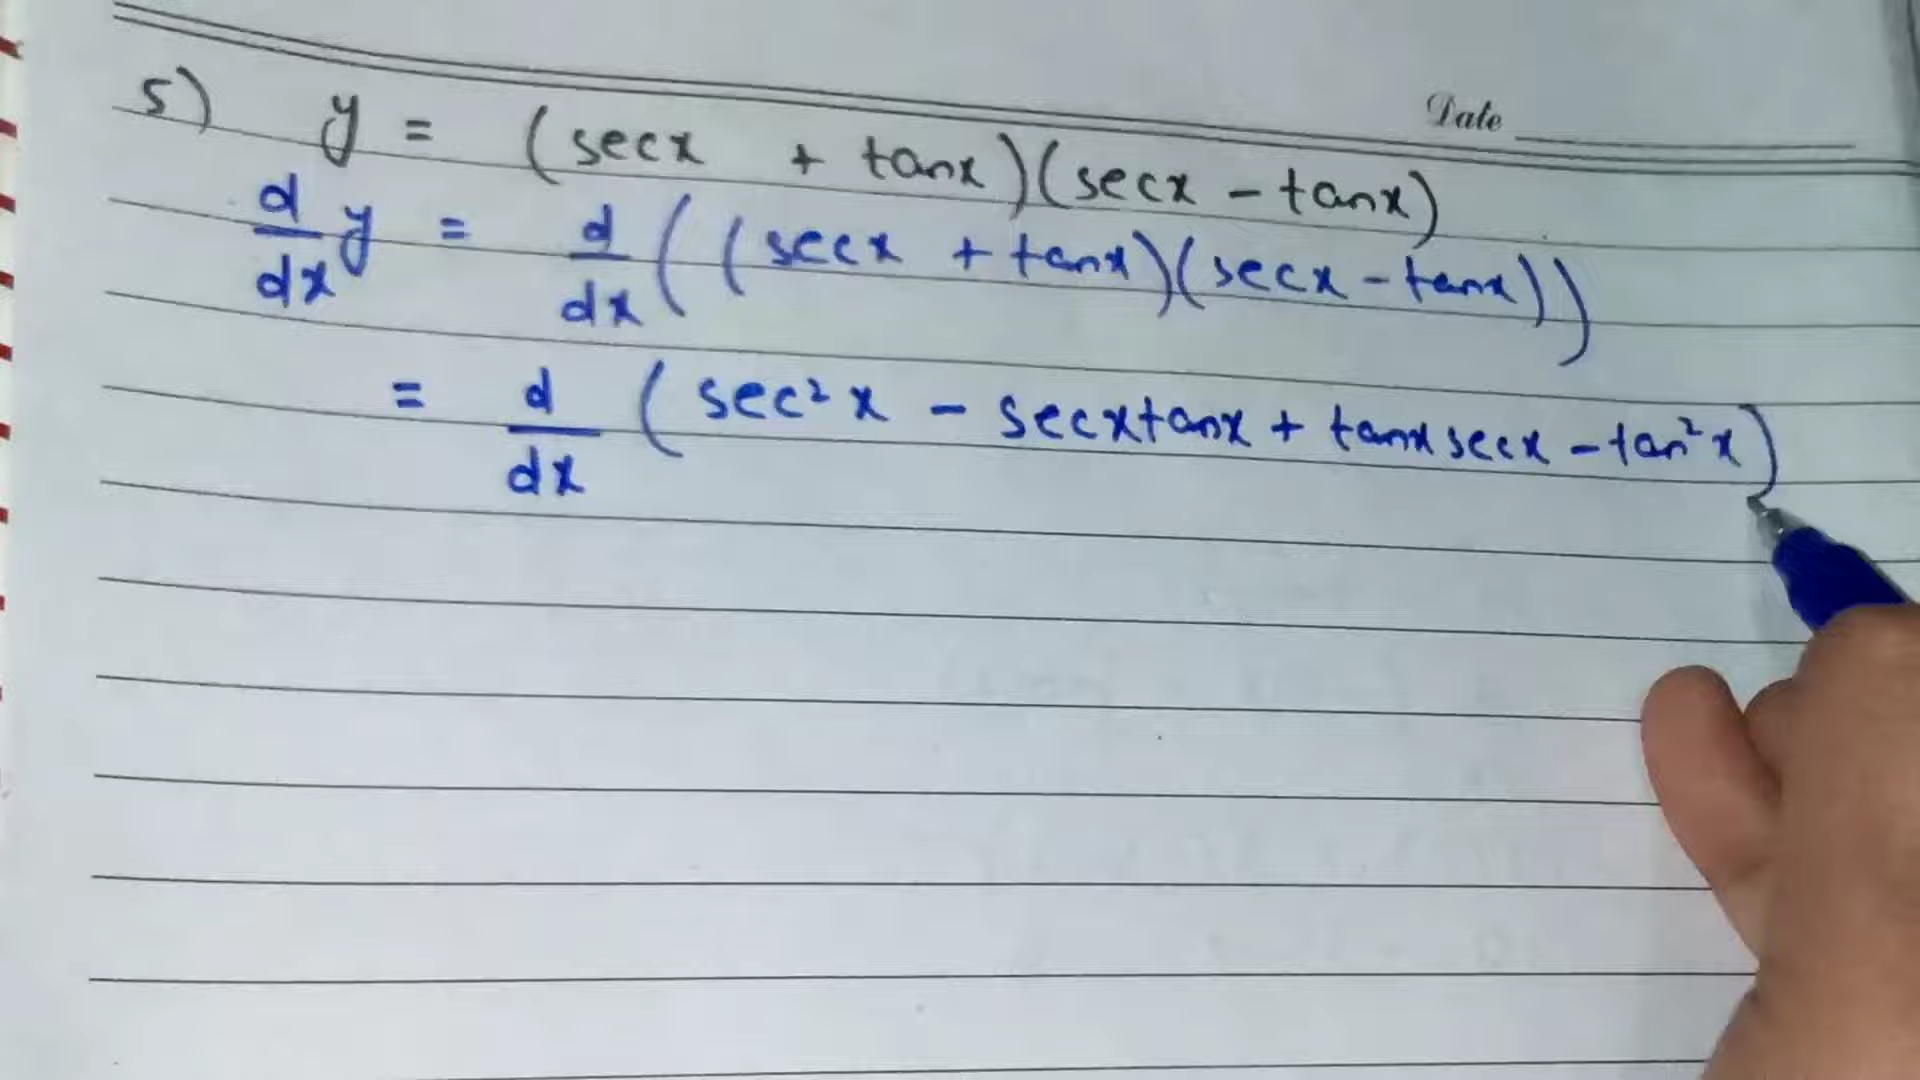 Date
5) y = (secx + tanx)(secx - tanx)
d/dx y = d/dx ( (secx + tanx)(secx - tanx) )
= d/dx ( sec²x - secxtanx + tanxsecx - tan²x )